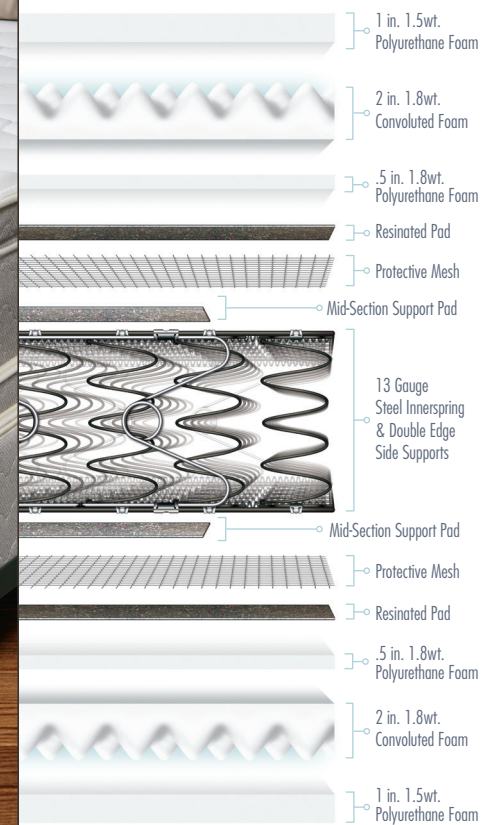 1 in. 1.5wt.
Polyurethane Foam
2 in. 1.8wt.
Convoluted Foam
.5 in. 1.8wt.
Polyurethane Foam
Resinated Pad
Protective Mesh
Mid-Section Support Pad
13 Gauge
Steel Innerspring
& Double Edge
Side Supports
Mid-Section Support Pad
Protective Mesh
Resinated Pad
.5 in. 1.8wt.
Polyurethane Foam
2 in. 1.8wt.
Convoluted Foam
1 in. 1.5wt.
Polyurethane Foam